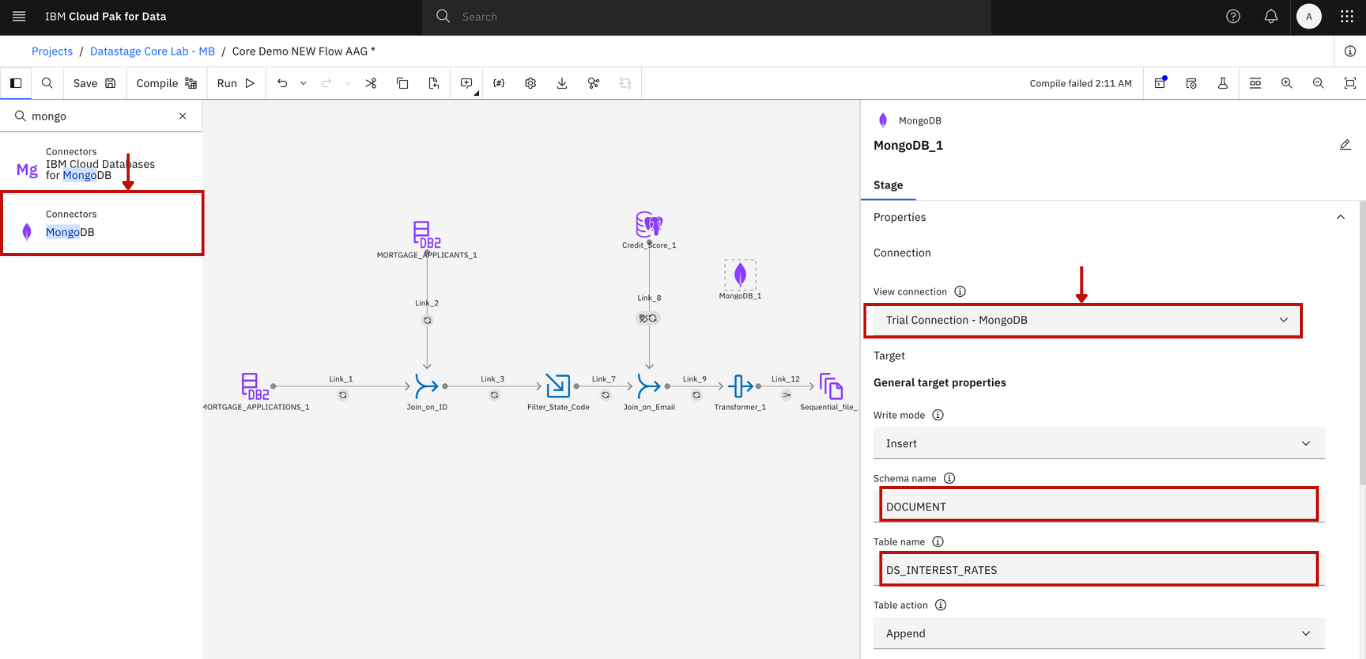 IBM Cloud Pak for Data
Search
A
Projects / Datastage Core Lab - MB / Core Demo NEW Flow AAG *
Save
Compile
Run
Compile failed 2:11 AM
mongo
Connectors
Mg
IBM Cloud Databases
for MongoDB
Connectors
MongoDB
DB2
MORTGAGE_APPLICANTS_1
Credit_Score_1
MongoDB_1
Link_2
Link_8
Link_1
Link_3
Link_7
Link_9
Link_12
DB2
MORTGAGE_APPLICATIONS_1
Join_on_ID
Filter_State_Code
Join_on_Email
Transformer_1
Sequential_file_
MongoDB
MongoDB_1
Stage
Properties
Connection
View connection
Trial Connection - MongoDB
Target
General target properties
Write mode
Insert
Schema name
DOCUMENT
Table name
DS_INTEREST_RATES
Table action
Append